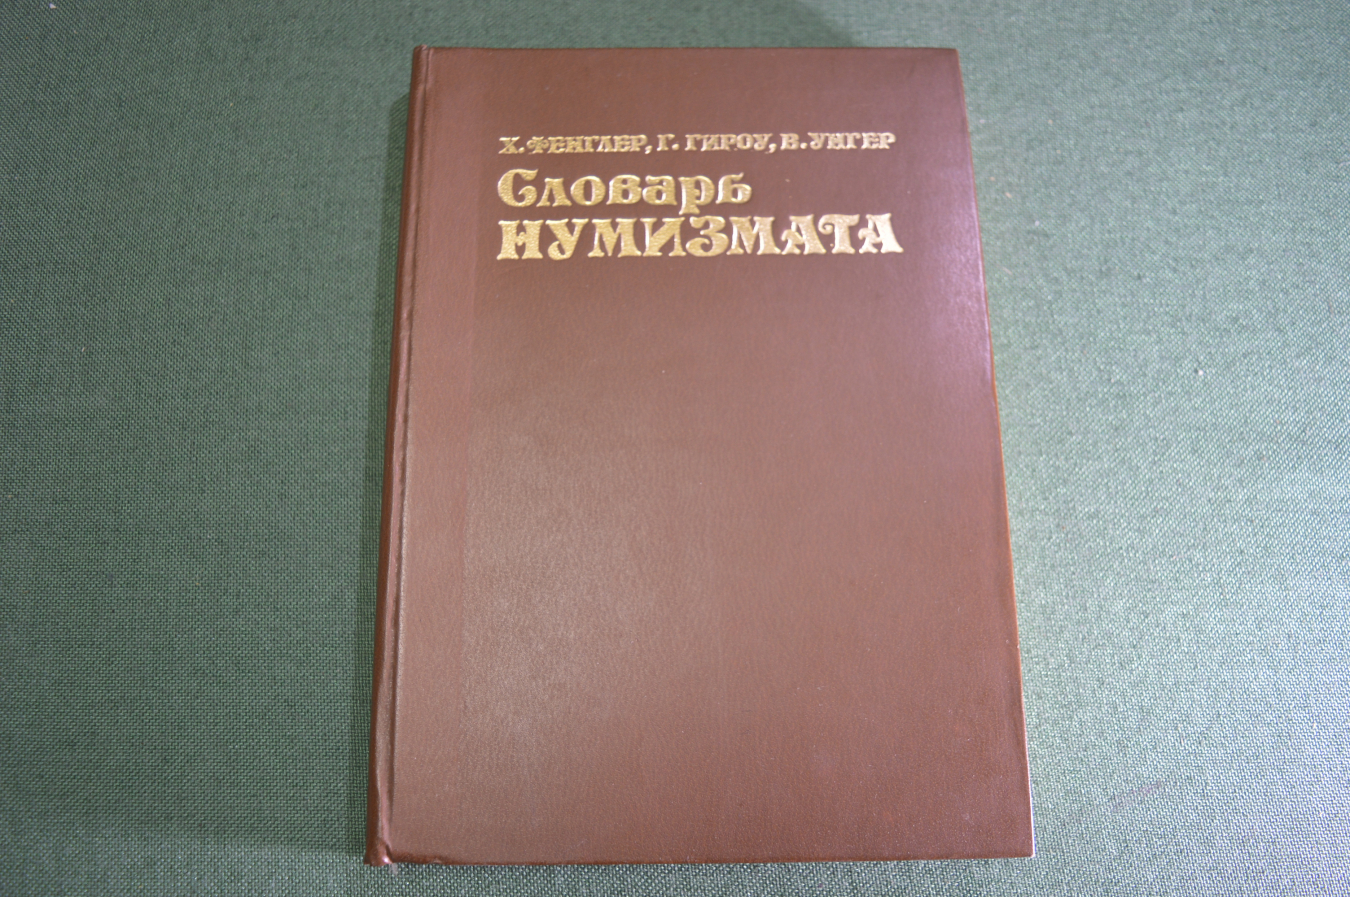 Х. ФЕНГЛЕР, Г. ГИРОУ, В. УНГЕР
Словарь
НУМИЗМАТА